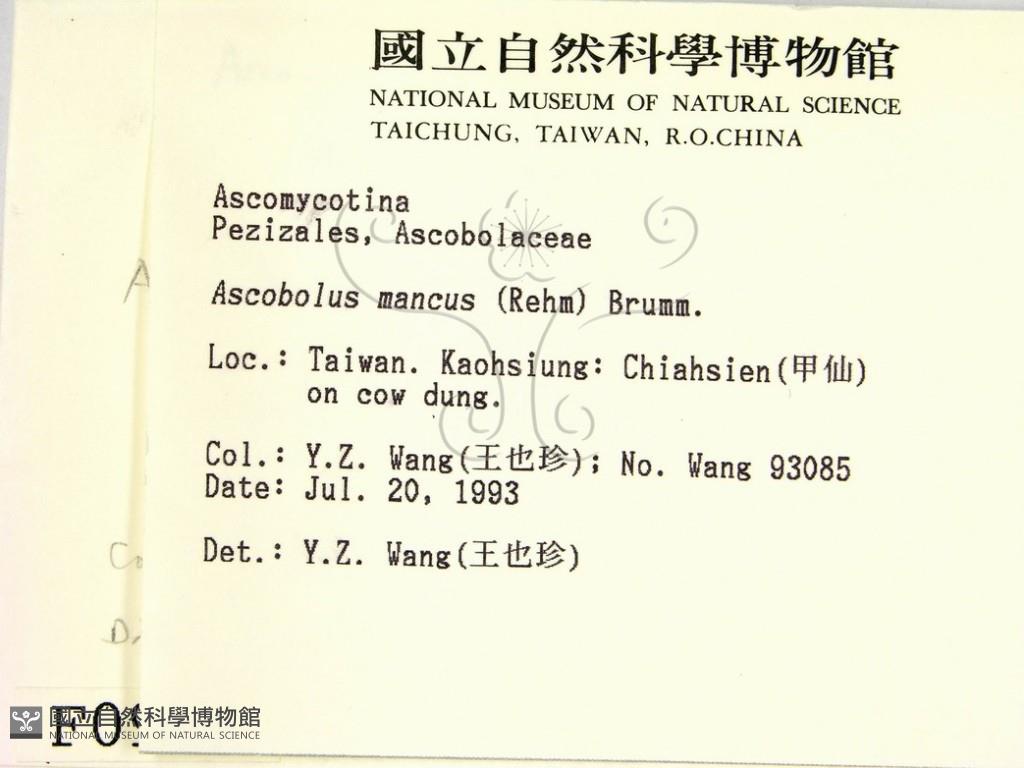 國立自然科學博物館
NATIONAL MUSEUM OF NATURAL SCIENCE
TAICHUNG, TAIWAN, R.O.CHINA
Ascomycotina
Pezizales, Ascobolaceae
Ascobolus mancus (Rehm) Brumm.
Loc.: Taiwan. Kaohsiung: Chiahsien(甲仙)
on cow dung.
Col.: Y.Z. Wang(王也珍); No. Wang 93085
Date: Jul. 20, 1993
Det.: Y.Z. Wang(王也珍)
國立自然科學博物館
NATIONAL MUSEUM OF NATURAL SCIENCE